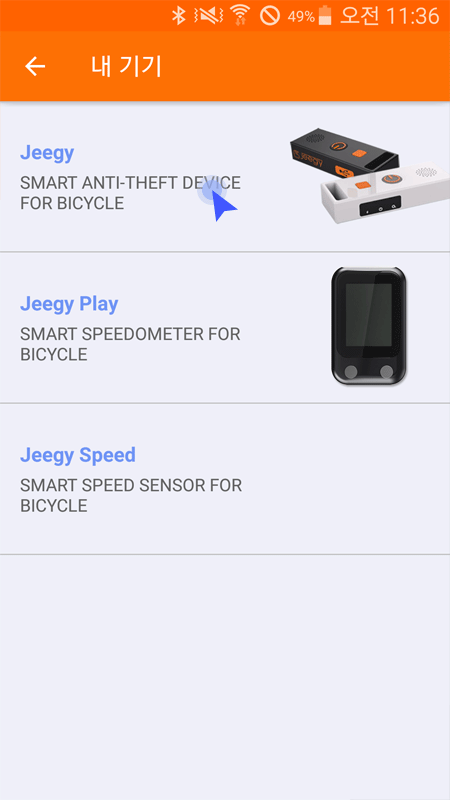 49% 오전 11:36
내 기기
Jeegy
SMART ANTI-THEFT DEVICE
FOR BICYCLE
Jeegy Play
SMART SPEEDOMETER FOR
BICYCLE
Jeegy Speed
SMART SPEED SENSOR FOR
BICYCLE